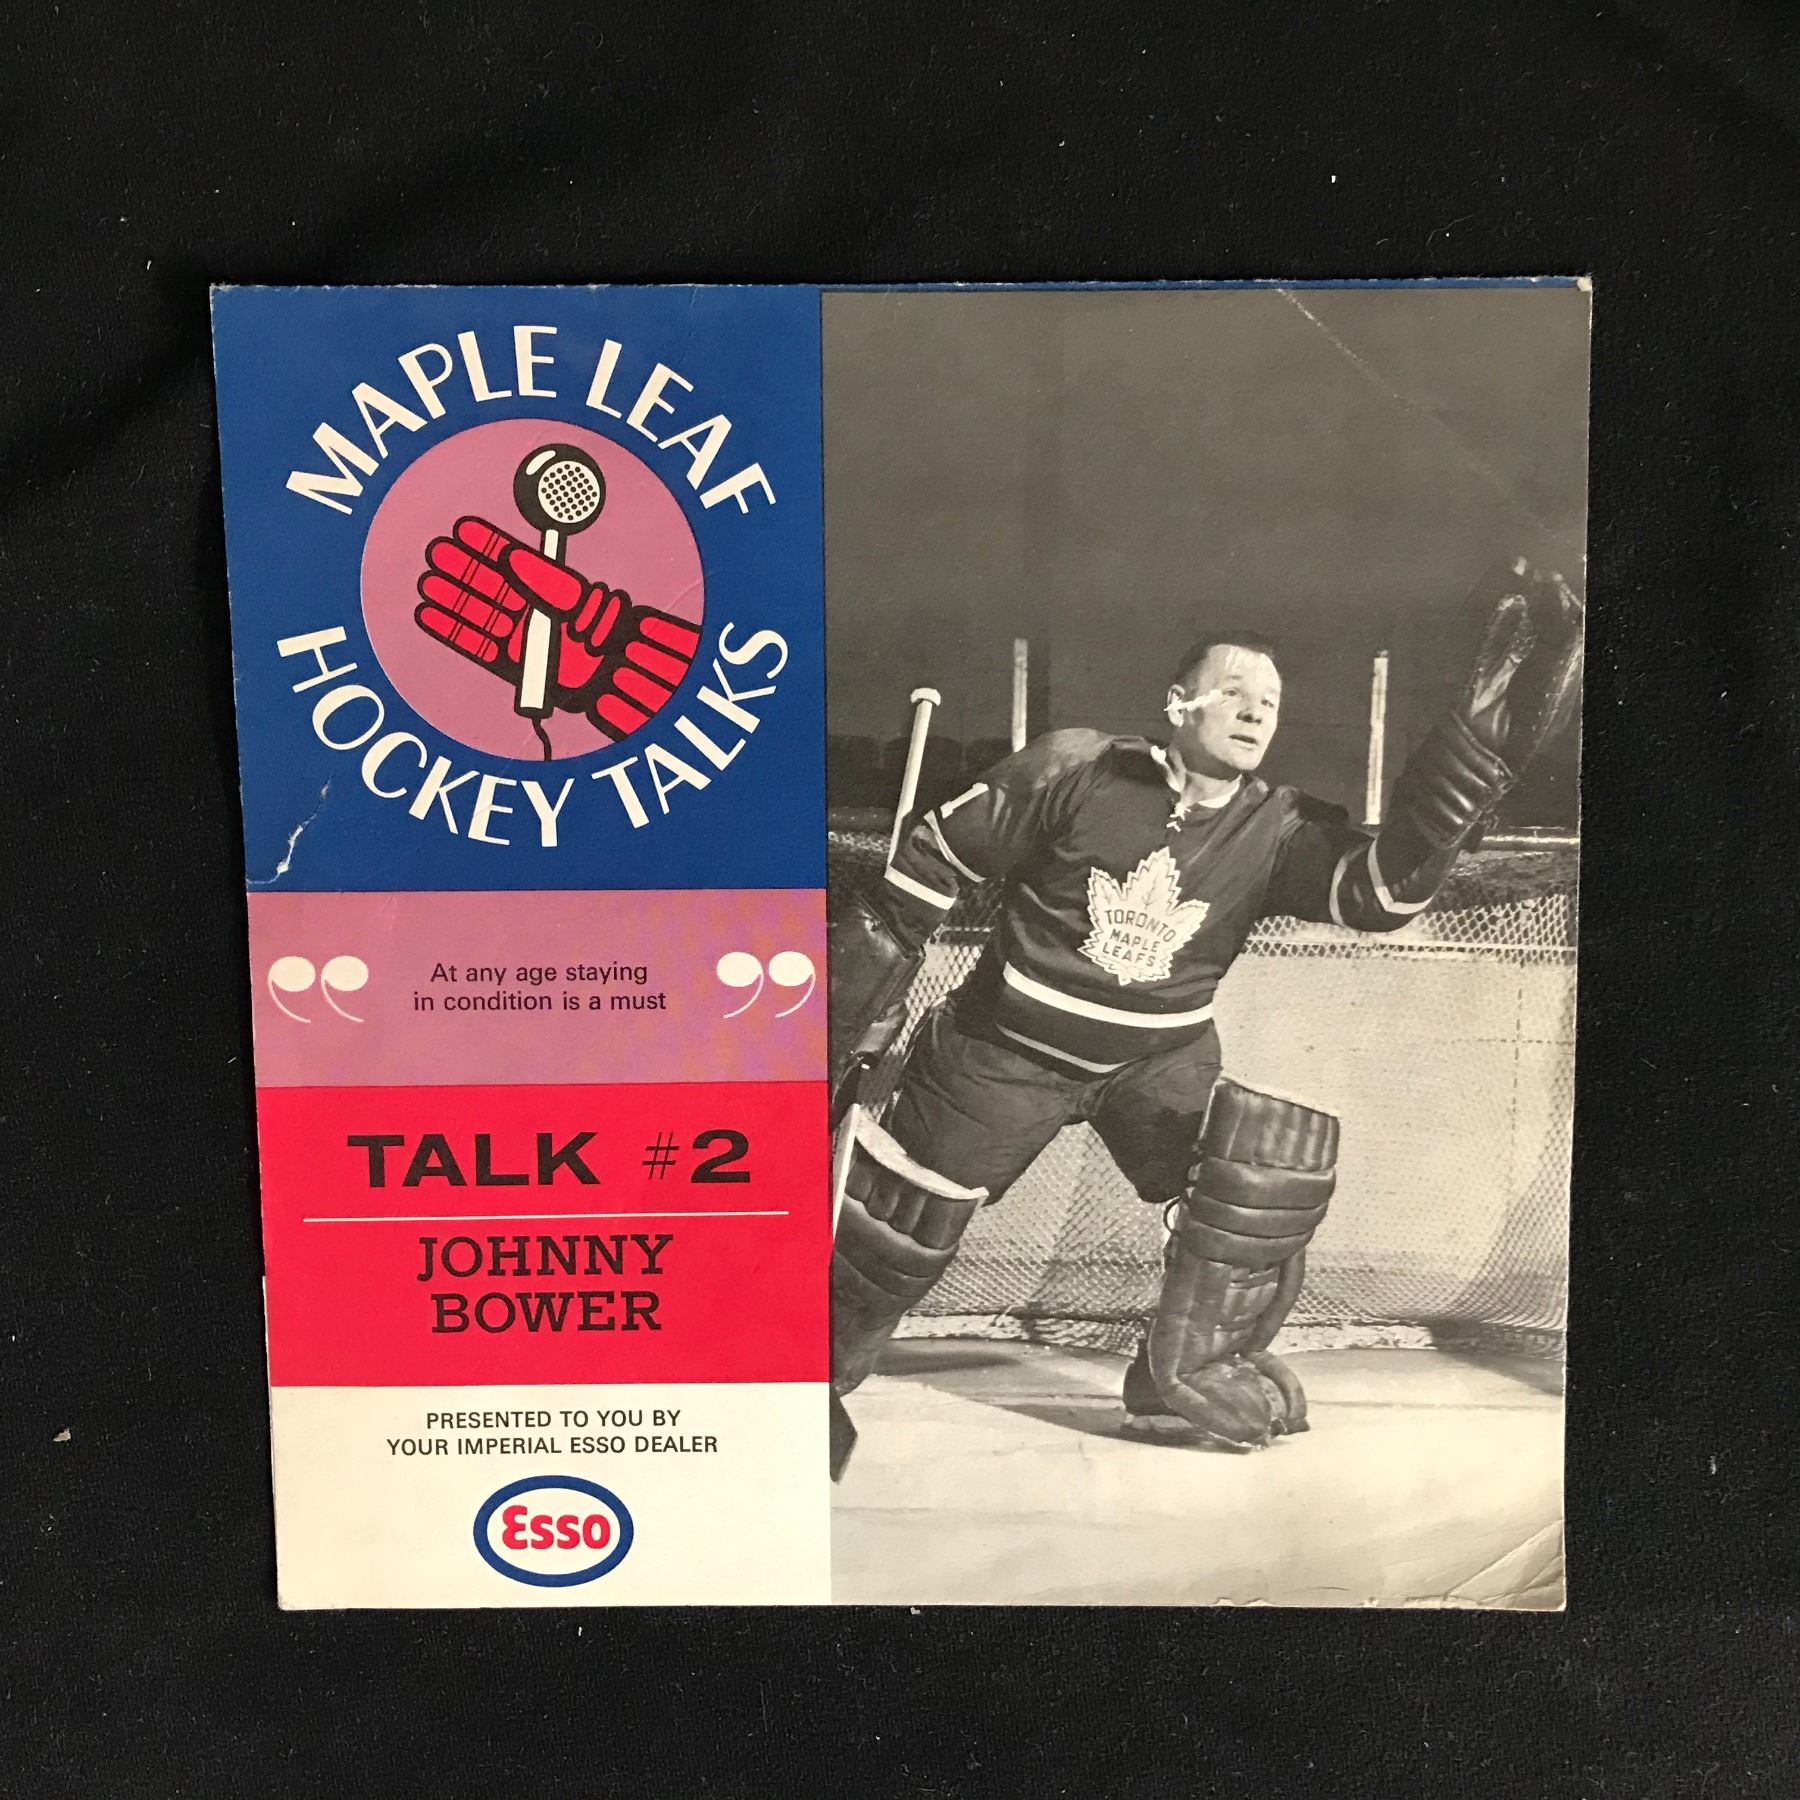 MAPLE LEAF
HOCKEY TALKS
“ At any age staying
in condition is a must ”
TALK #2
JOHNNY
BOWER
PRESENTED TO YOU BY
YOUR IMPERIAL ESSO DEALER
Esso
TORONTO
MAPLE
LEAFS